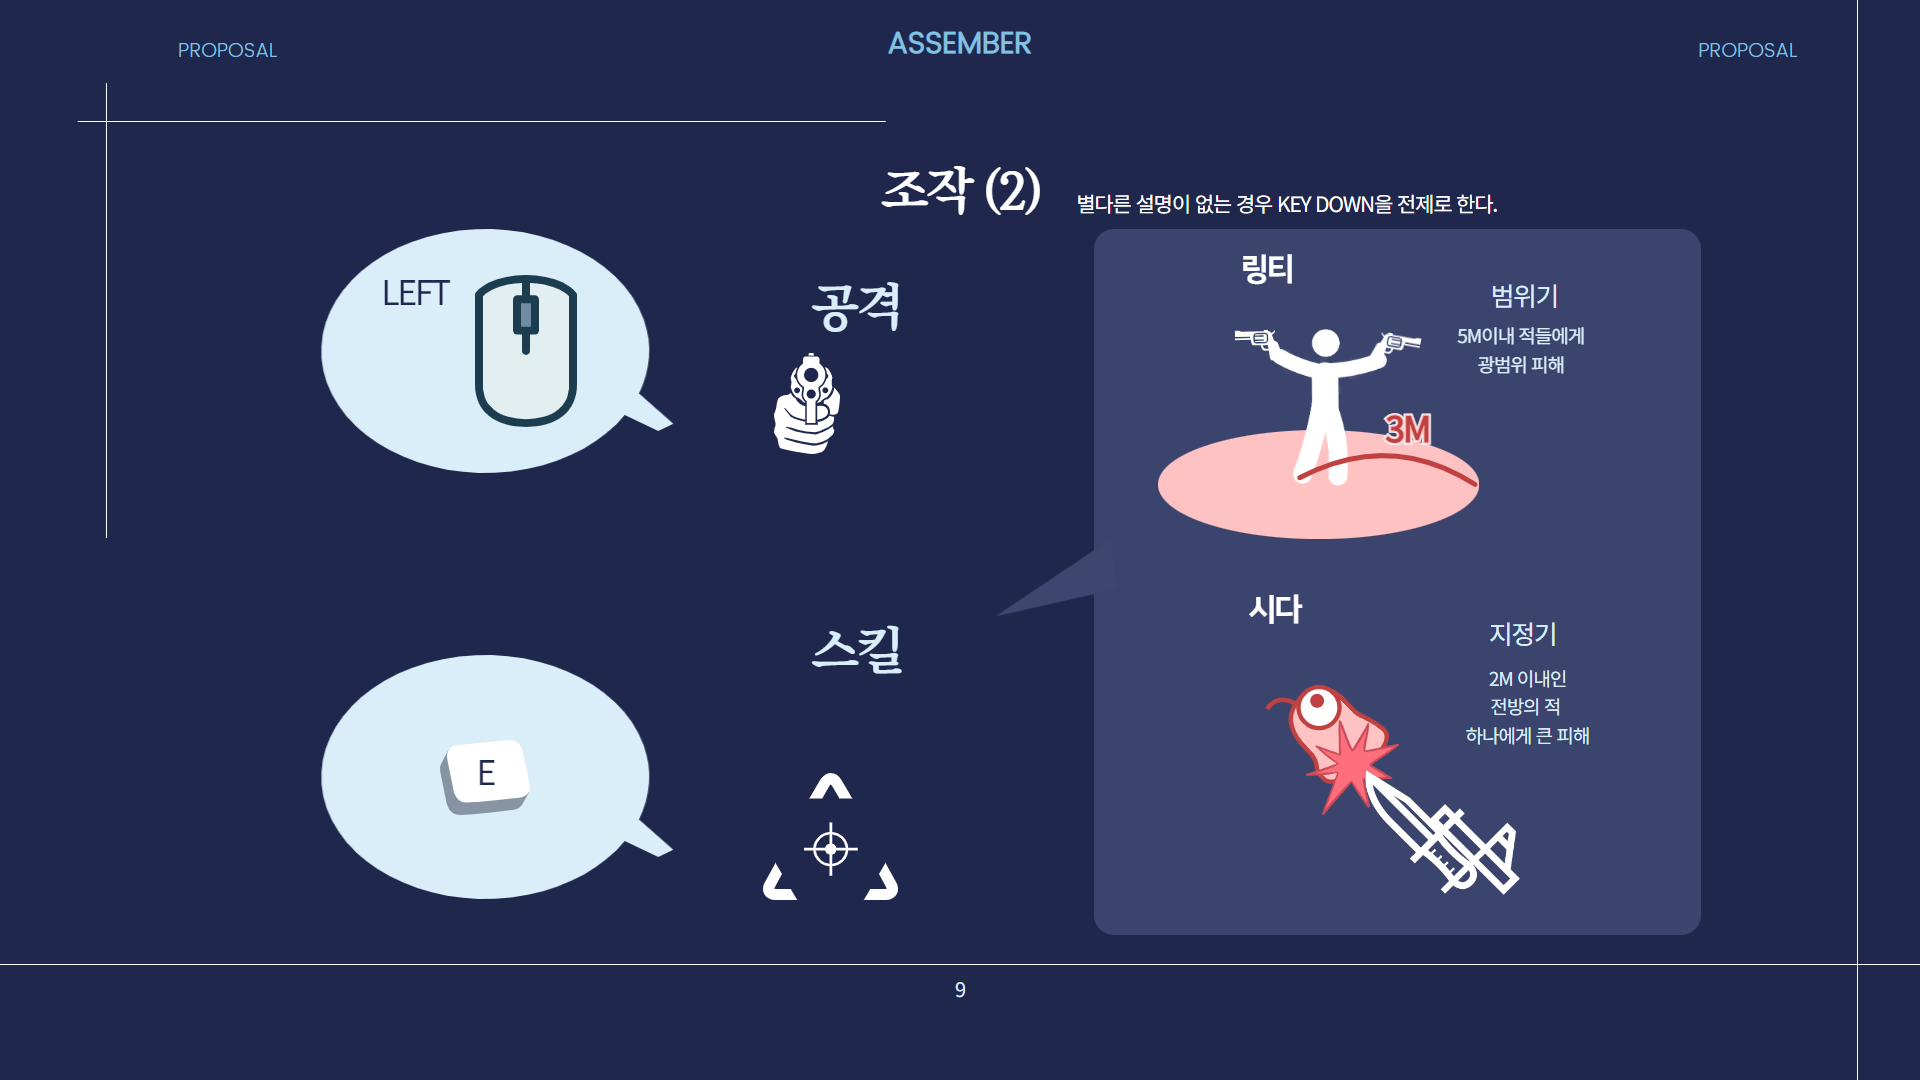 PROPOSAL
ASSEMBER
PROPOSAL
조작 (2)
별다른 설명이 없는 경우 KEY DOWN을 전제로 한다.
LEFT
공격
링티
범위기
5M이내 적들에게
광범위 피해
3M
스킬
E
시다
지정기
2M 이내인
전방의 적
하나에게 큰 피해
9